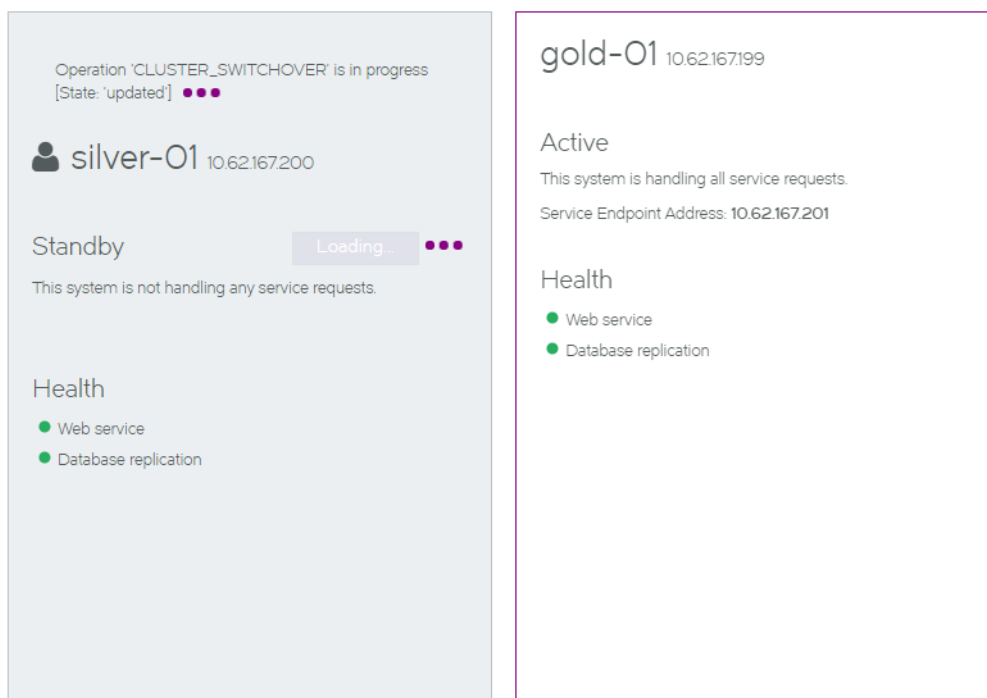 Operation 'CLUSTER_SWITCHOVER' is in progress
[State: 'updated']
silver-01 10.62.167.200
Standby
Loading...
This system is not handling any service requests.
Health
Web service
Database replication
gold-01 10.62.167.199
Active
This system is handling all service requests.
Service Endpoint Address: 10.62.167.201
Health
Web service
Database replication